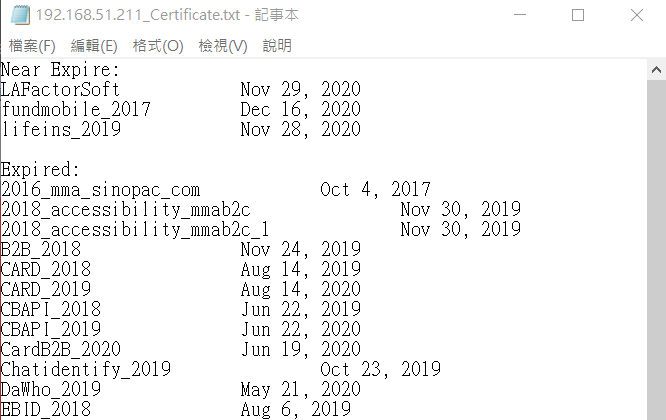 192.168.51.211_Certificate.txt - 記事本
檔案(F) 編輯(E) 格式(O) 檢視(V) 說明
Near Expire:
LAFactorSoft Nov 29, 2020
fundmobile_2017 Dec 16, 2020
lifeins_2019 Nov 28, 2020
Expired:
2016_mma_sinopac_com Oct 4, 2017
2018_accessibility_mmab2c Nov 30, 2019
2018_accessibility_mmab2c_1 Nov 30, 2019
B2B_2018 Nov 24, 2019
CARD_2018 Aug 14, 2019
CARD_2019 Aug 14, 2020
CBAPI_2018 Jun 22, 2019
CBAPI_2019 Jun 22, 2020
CardB2B_2020 Jun 19, 2020
Chatidentify_2019 Oct 23, 2019
DaWho_2019 May 21, 2020
EBID_2018 Aug 6, 2019